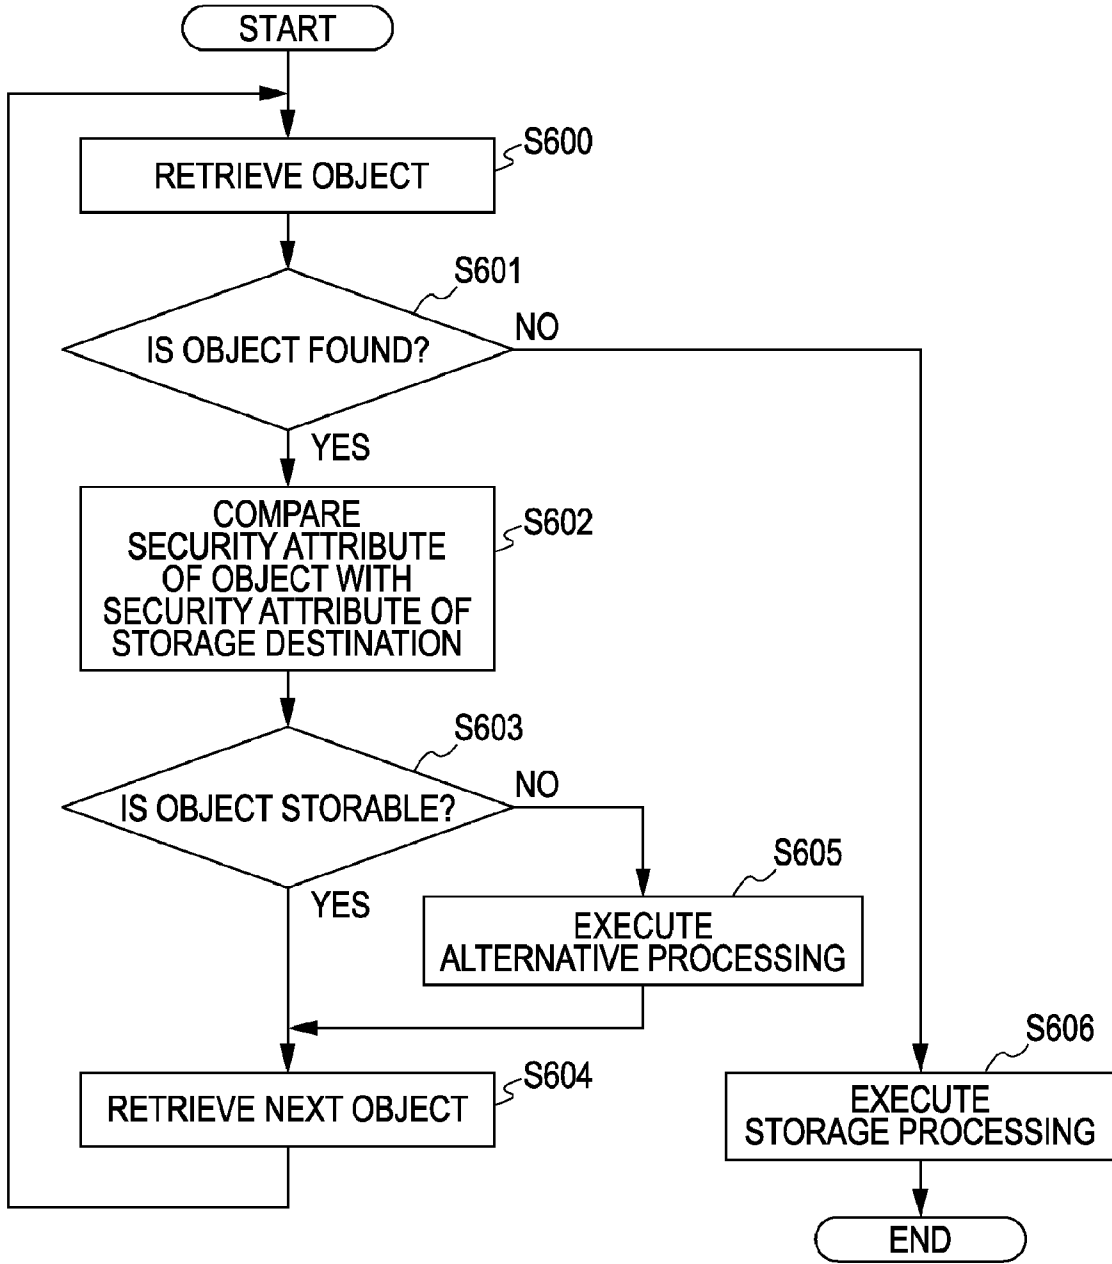 START
RETRIEVE OBJECT
S600
S601
IS OBJECT FOUND?
NO
YES
COMPARE
SECURITY ATTRIBUTE
OF OBJECT WITH
SECURITY ATTRIBUTE OF
STORAGE DESTINATION
S602
S603
IS OBJECT STORABLE?
NO
YES
S605
EXECUTE
ALTERNATIVE PROCESSING
RETRIEVE NEXT OBJECT
S604
S606
EXECUTE
STORAGE PROCESSING
END